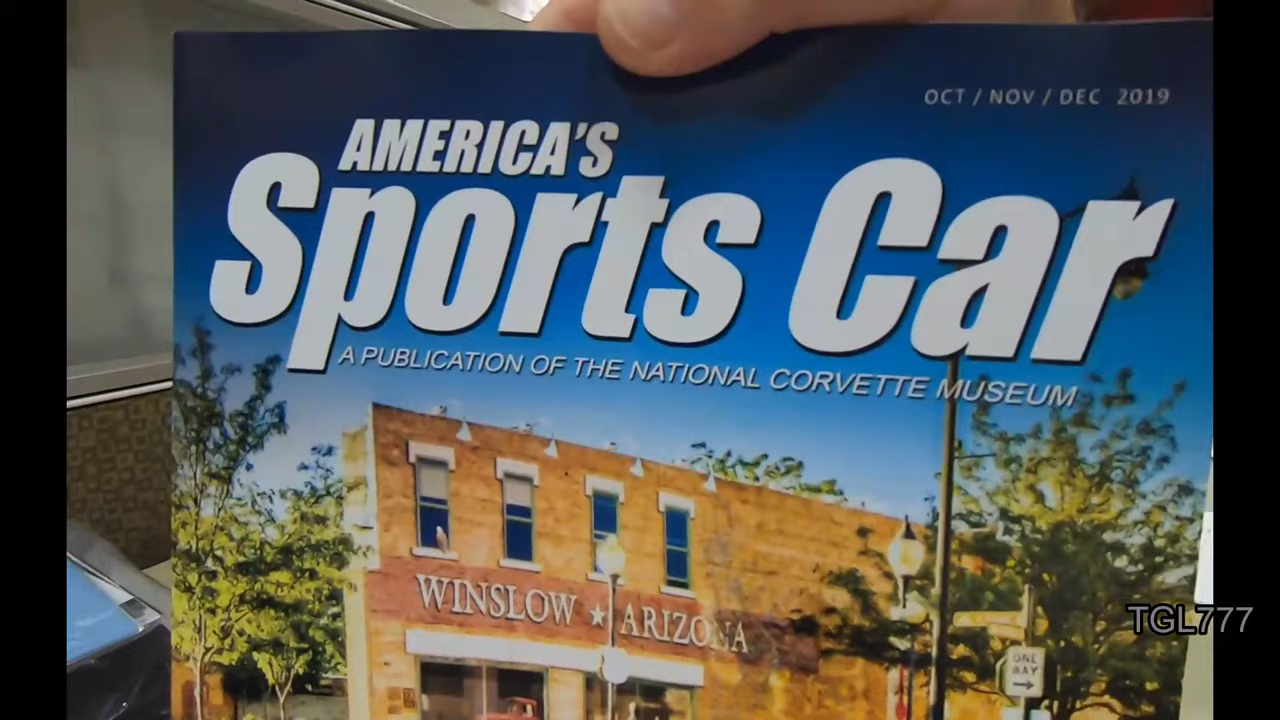 OCT / NOV / DEC 2019
AMERICA'S
Sports Car
A PUBLICATION OF THE NATIONAL CORVETTE MUSEUM
WINSLOW ★ ARIZONA
ONE
WAY
TGL777